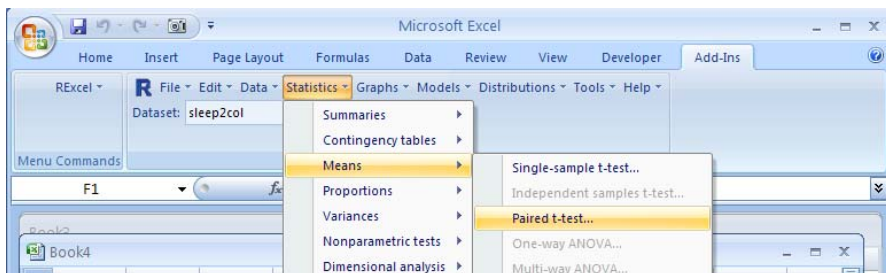 Microsoft Excel
Home Insert Page Layout Formulas Data Review View Developer Add-Ins
RExcel R File Edit Data Statistics Graphs Models Distributions Tools Help
Dataset: sleep2col
Summaries
Contingency tables
Menu Commands
Means
Single-sample t-test...
F1 fx Proportions
Independent samples t-test...
Variances
Paired t-test...
Book3
Nonparametric tests
One-way ANOVA...
Book4
Dimensional analysis
Multi-way ANOVA...